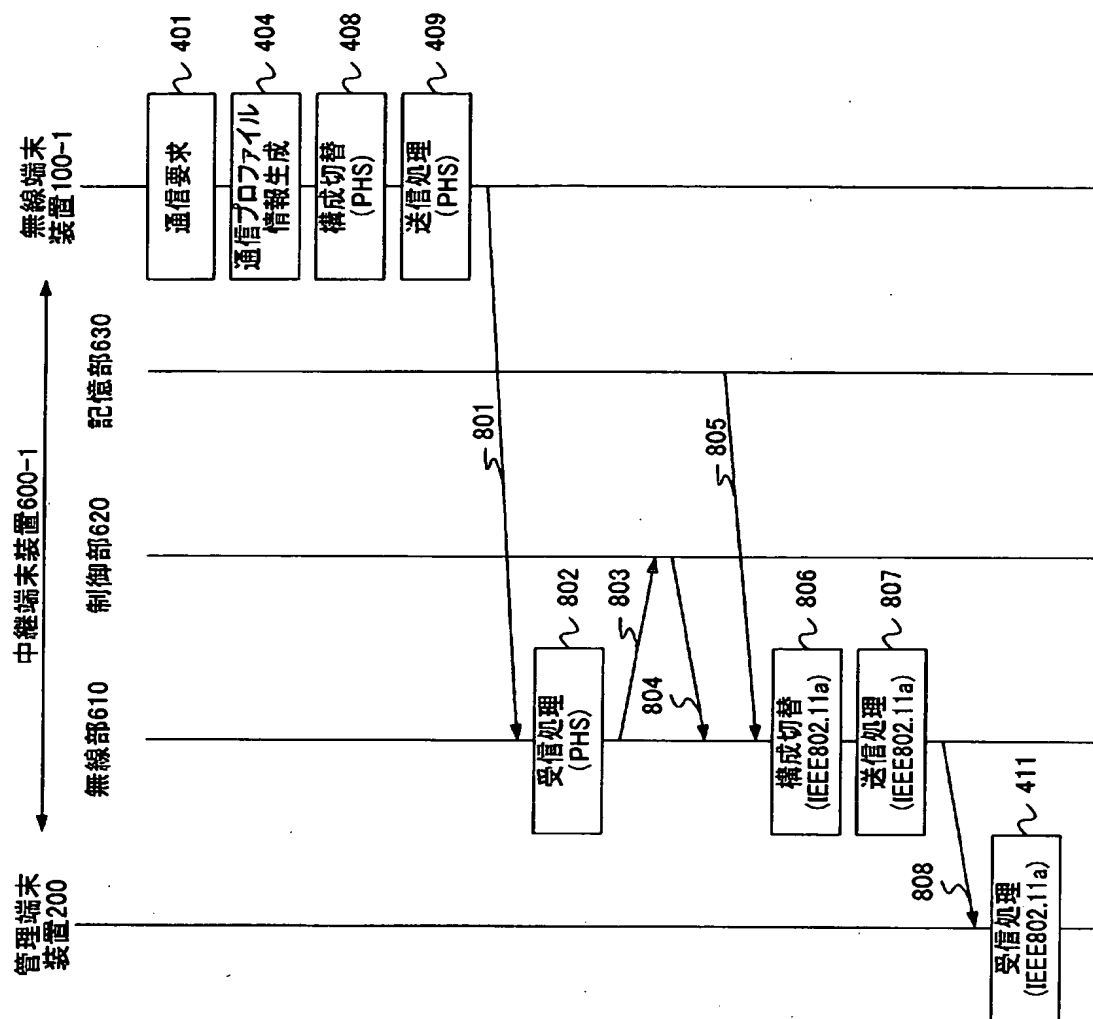 管理端末
装置200
中継端末装置600-1
無線部610
制御部620
記憶部630
無線端末
装置100-1
通信要求
401
通信プロファイル
情報生成
404
構成切替
(PHS)
408
送信処理
(PHS)
409
801
受信処理
(PHS)
802
803
804
805
構成切替
(IEEE802.11a)
806
送信処理
(IEEE802.11a)
807
808
受信処理
(IEEE802.11a)
411